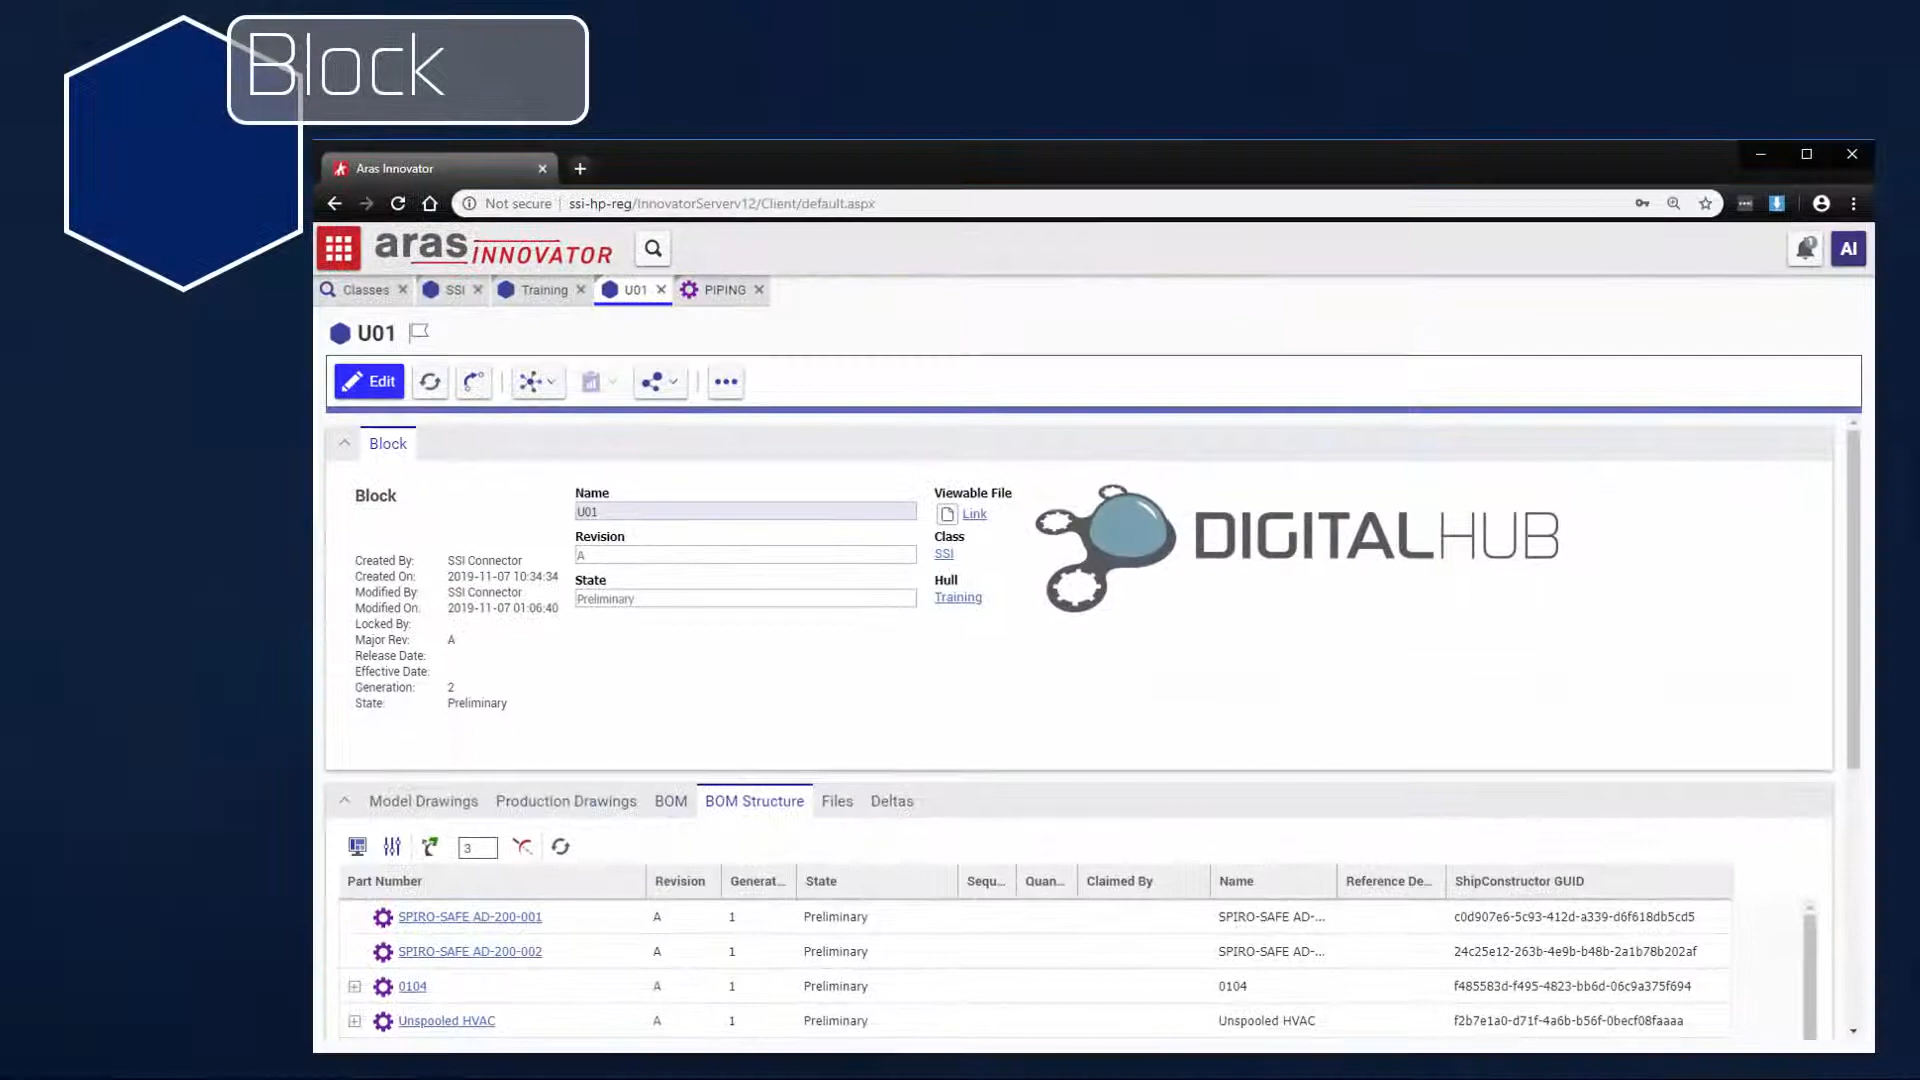 Block
Aras Innovator
Not secure | ssi-hp-reg/InnovatorServerv12/Client/default.aspx
aras INNOVATOR
AI
Classes SSI Training U01 PIPING
U01
Edit
Block
Block
Name
U01
Revision
A
State
Preliminary
Viewable File
Link
Class
SSI
Hull
Training
DIGITALHUB
Created By: SSI Connector
Created On: 2019-11-07 10:34:34
Modified By: SSI Connector
Modified On: 2019-11-07 01:06:40
Locked By:
Major Rev: A
Release Date:
Effective Date:
Generation: 2
State: Preliminary
Model Drawings Production Drawings BOM BOM Structure Files Deltas
3
Part Number Revision Generat... State Sequ... Quan... Claimed By Name Reference De... ShipConstructor GUID
SPIRO-SAFE AD-200-001 A 1 Preliminary SPIRO-SAFE AD-... c0d907e6-5c93-412d-a339-d6f618db5cd5
SPIRO-SAFE AD-200-002 A 1 Preliminary SPIRO-SAFE AD-... 24c25e12-263b-4e9b-b48b-2a1b78b202af
0104 A 1 Preliminary 0104 f485583d-f495-4823-bb6d-06c9a375f694
Unspooled HVAC A 1 Preliminary Unspooled HVAC f2b7e1a0-d71f-4a6b-b56f-0becf08faaaa